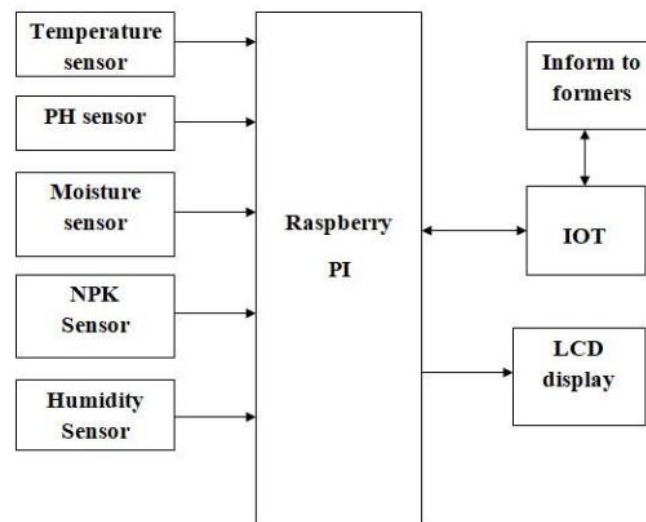 Temperature
sensor
PH sensor
Moisture
sensor
NPK
Sensor
Humidity
Sensor
Raspberry
PI
Inform to
formers
IOT
LCD
display